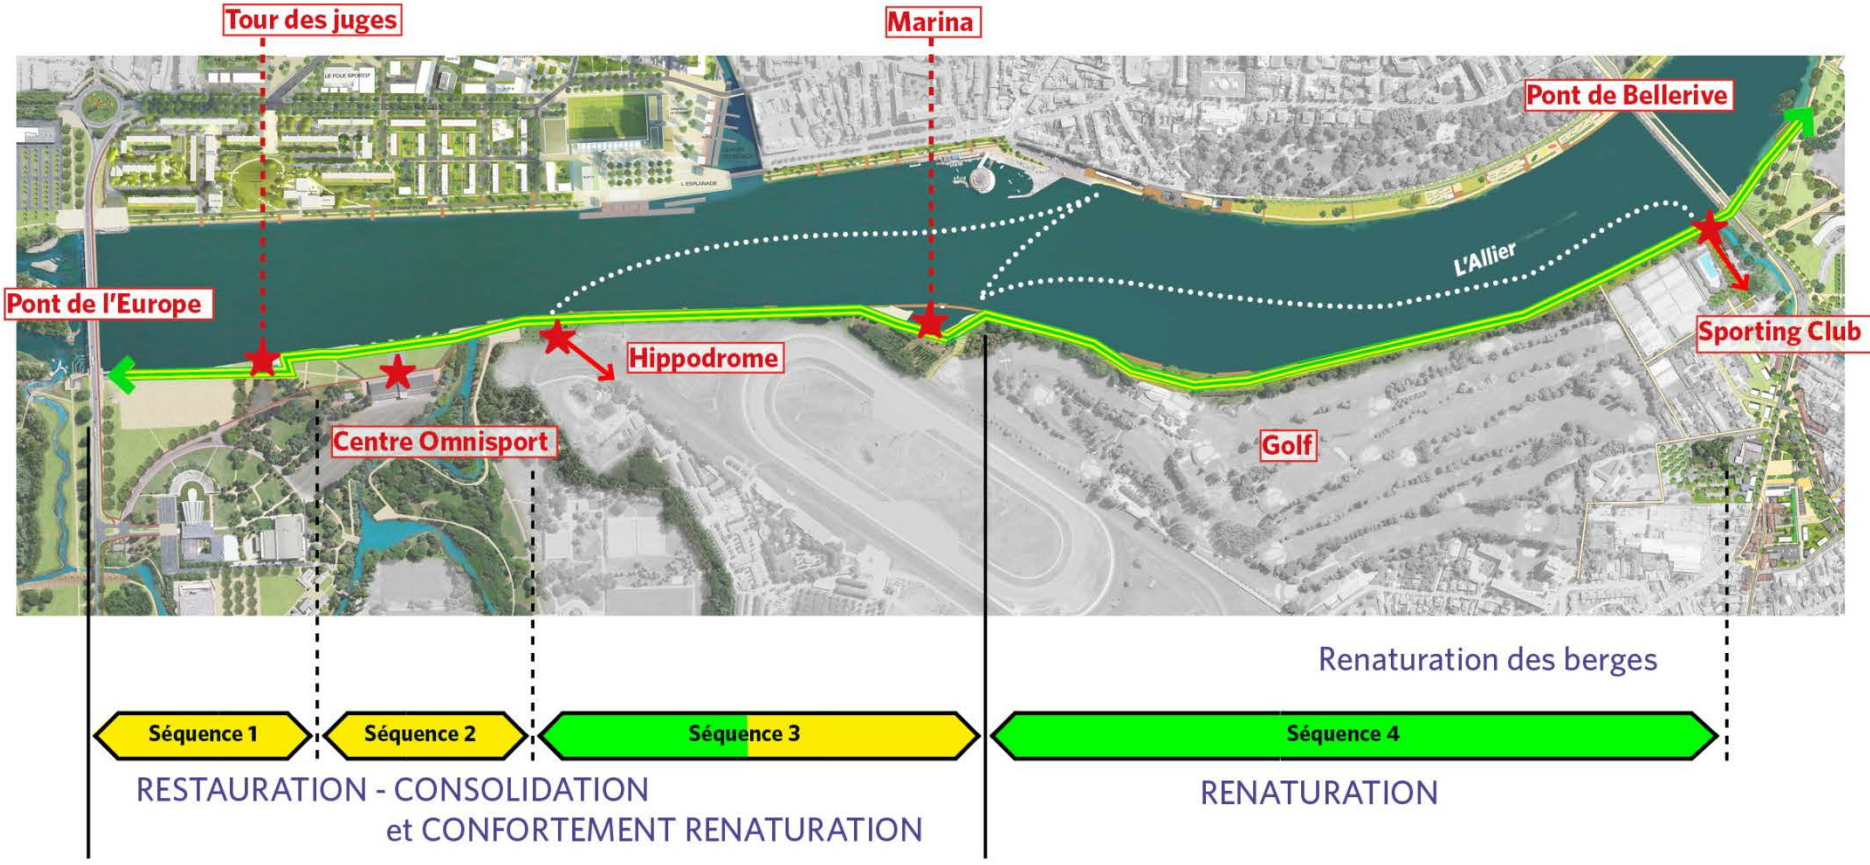 Tour des juges
Marina
LE POLE SPORTIF
Pont de Bellerive
L'ESPLANADE
L'Allier
Pont de l'Europe
Sporting Club
Hippodrome
Centre Omnisport
Golf
Renaturation des berges
Séquence 1
Séquence 2
Séquence 3
Séquence 4
RESTAURATION - CONSOLIDATION
et CONFORTEMENT RENATURATION
RENATURATION